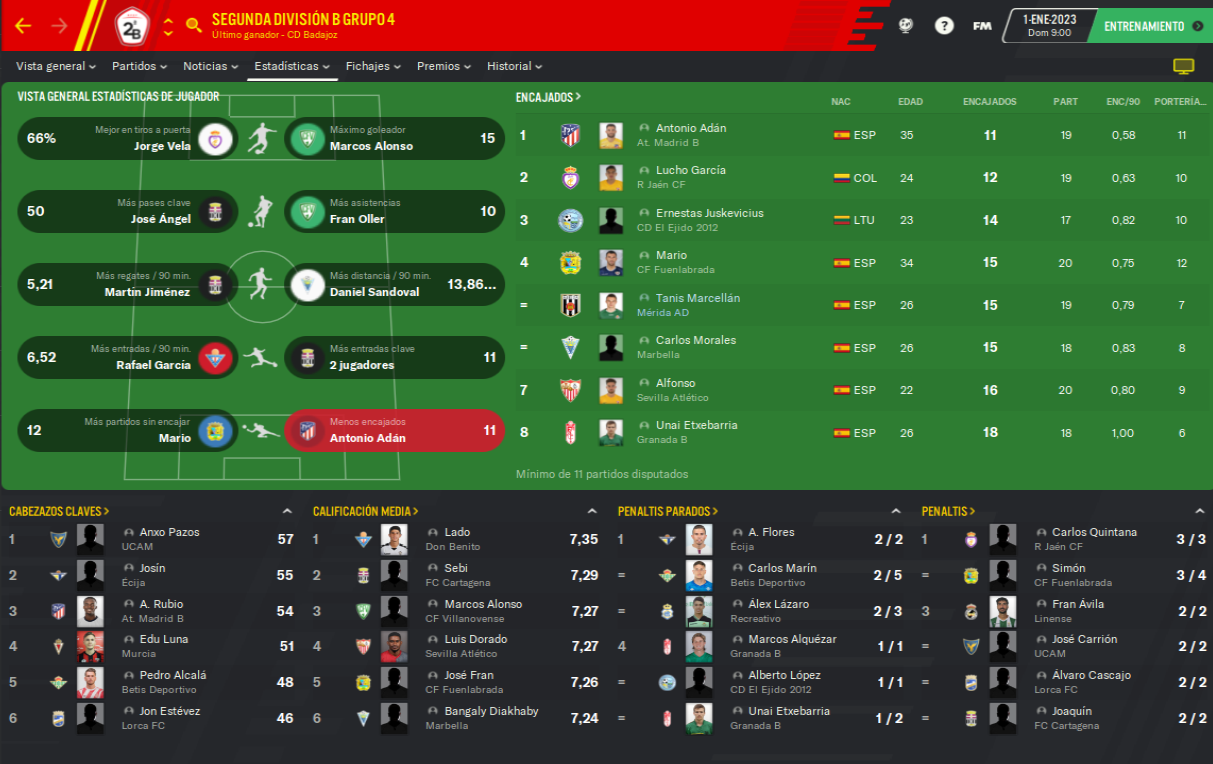 SEGUNDA DIVISIÓN B GRUPO 4
Último ganador - CD Badajoz
2ªB
?
FM
1-ENE-2023
Dom 9:00
ENTRENAMIENTO
Vista general Partidos Noticias Estadísticas Fichajes Premios Historial
VISTA GENERAL ESTADÍSTICAS DE JUGADOR
66% Mejor en tiros a puerta
Jorge Vela
Máximo goleador
Marcos Alonso 15
50 Más pases clave
José Ángel
Más asistencias
Fran Oller 10
5,21 Más regates / 90 min.
Martín Jiménez
Más distancia / 90 min.
Daniel Sandoval 13,86...
6,52 Más entradas / 90 min.
Rafael García
Más entradas clave
2 jugadores 11
12 Más partidos sin encajar
Mario
Menos encajados
Antonio Adán 11
ENCAJADOS > NAC EDAD ENCAJADOS PART ENC/90 PORTERÍA...
1 Antonio Adán ESP 35 11 19 0,58 11
At. Madrid B
2 Lucho García COL 24 12 19 0,63 10
R Jaén CF
3 Ernestas Juskevicius LTU 23 14 17 0,82 10
CD El Ejido 2012
4 Mario ESP 34 15 20 0,75 12
CF Fuenlabrada
= Tanis Marcellán ESP 26 15 19 0,79 7
Mérida AD
= Carlos Morales ESP 26 15 18 0,83 8
Marbella
7 Alfonso ESP 22 16 20 0,80 9
Sevilla Atlético
8 Unai Etxebarria ESP 26 18 18 1,00 6
Granada B
Mínimo de 11 partidos disputados
CABEZAZOS CLAVES >
1 Anxo Pazos 57
UCAM
2 Josín 55
Écija
3 A. Rubio 54
At. Madrid B
4 Edu Luna 51
Murcia
5 Pedro Alcalá 48
Betis Deportivo
6 Jon Estévez 46
Lorca FC
CALIFICACIÓN MEDIA >
1 Lado 7,35
Don Benito
2 Sebi 7,29
FC Cartagena
3 Marcos Alonso 7,27
CF Villanovense
4 Luis Dorado 7,27
Sevilla Atlético
5 José Fran 7,26
CF Fuenlabrada
6 Bangaly Diakhaby 7,24
Marbella
PENALTIS PARADOS >
1 A. Flores 2 / 2
Écija
= Carlos Marín 2 / 5
Betis Deportivo
= Álex Lázaro 2 / 3
Recreativo
4 Marcos Alquézar 1 / 1
Granada B
= Alberto López 1 / 1
CD El Ejido 2012
= Unai Etxebarria 1 / 2
Granada B
PENALTIS >
1 Carlos Quintana 3 / 3
R Jaén CF
= Simón 3 / 4
CF Fuenlabrada
3 Fran Ávila 2 / 2
Linense
= José Carrión 2 / 2
UCAM
= Álvaro Cascajo 2 / 2
Lorca FC
= Joaquín 2 / 2
FC Cartagena